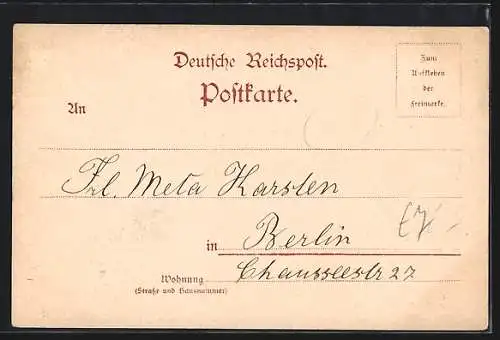 Deutsche Reichspost.
Postkarte.
Zum
Aufkleben
der
Freimarke.
An
Frl. Meta Karsten
in Berlin
Wohnung
(Straße und Hausnummer)
Chausseestr 27